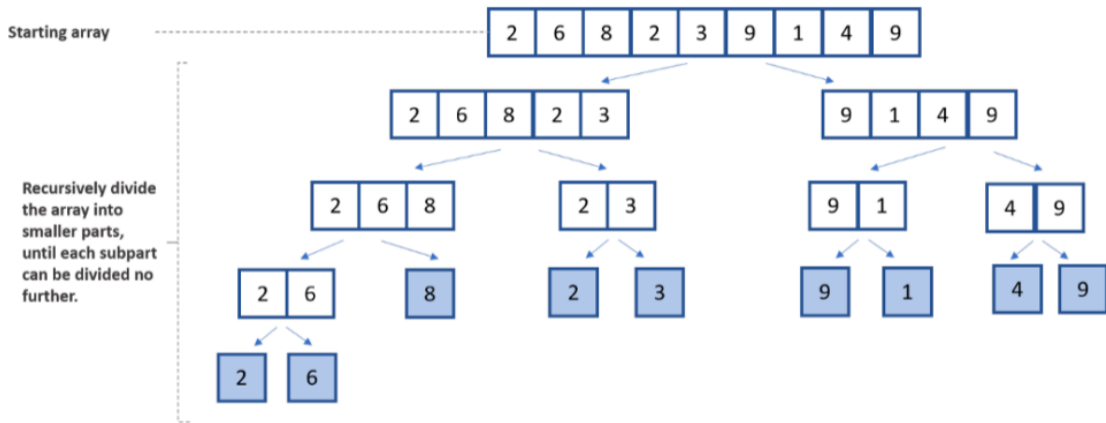 Starting array
2 6 8 2 3 9 1 4 9
2 6 8 2 3
9 1 4 9
Recursively divide
the array into
smaller parts,
until each subpart
can be divided no
further.
2 6 8
2 3
9 1
4 9
2 6
8
2
3
9
1
4
9
2
6